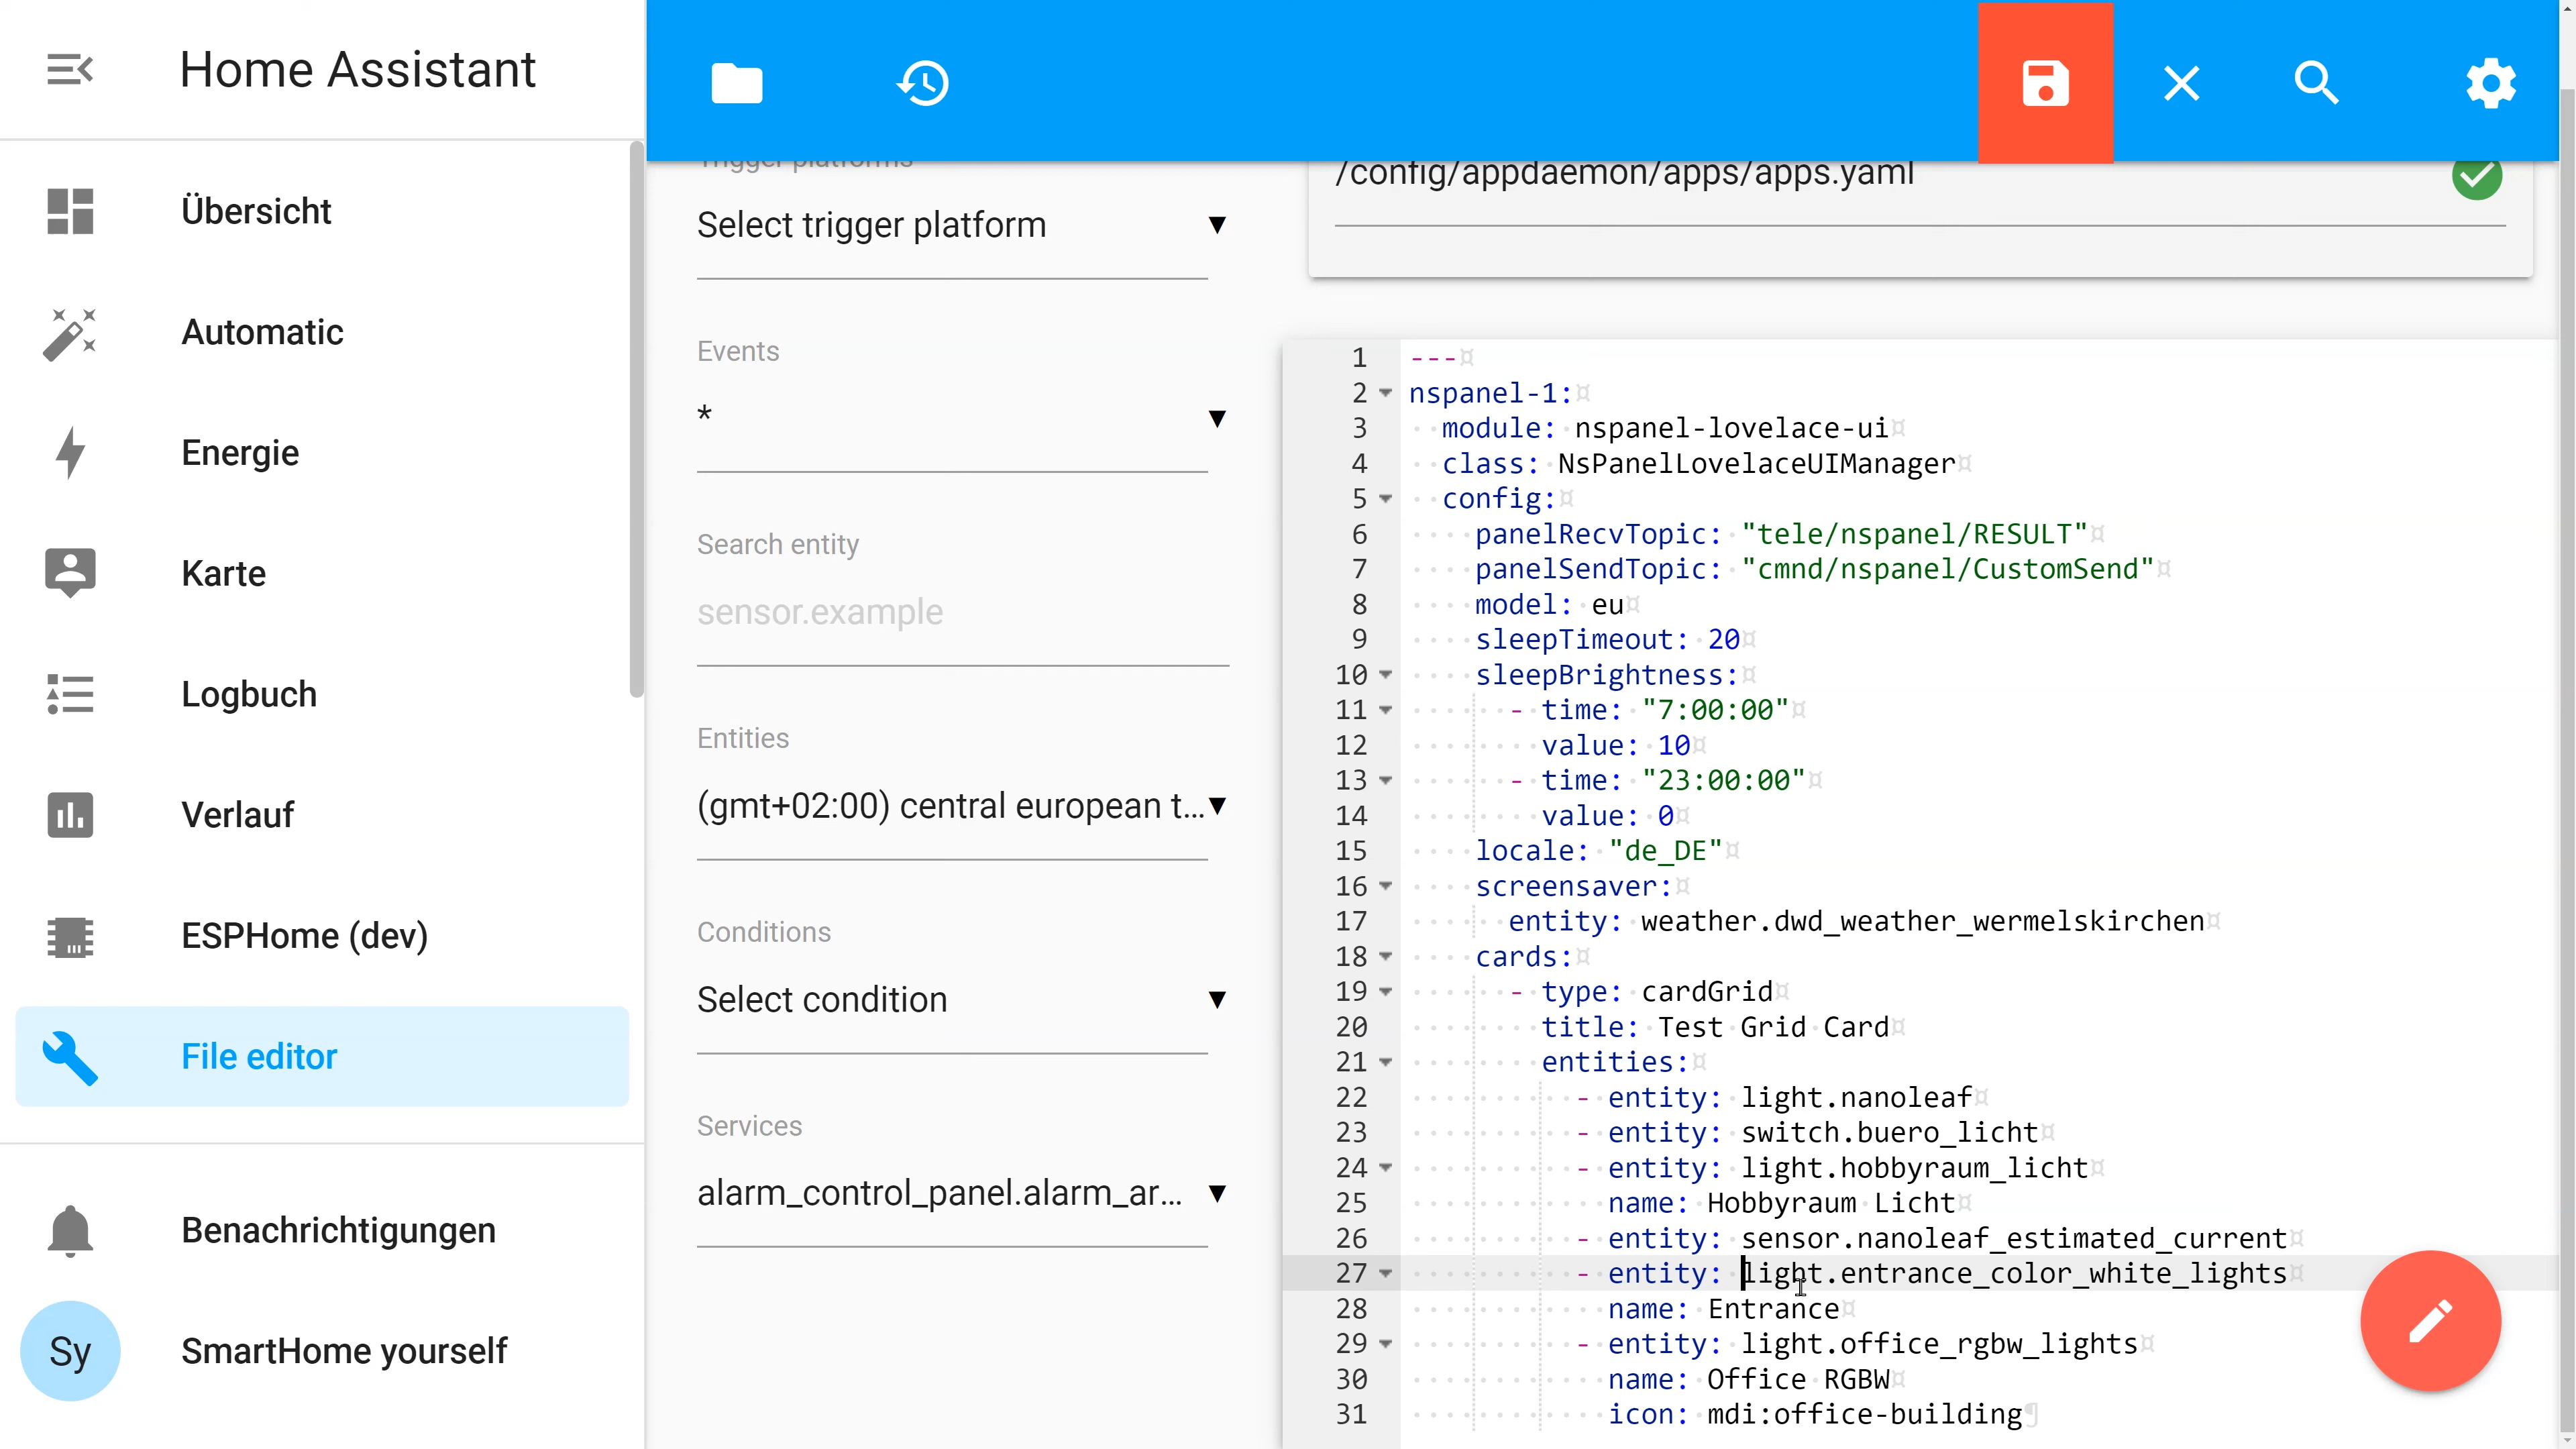 Home Assistant
Übersicht
Automatic
Energie
Karte
Logbuch
Verlauf
ESPHome (dev)
File editor
Benachrichtigungen
Sy
SmartHome yourself
Trigger platforms
Select trigger platform
Events
*
Search entity
sensor.example
Entities
(gmt+02:00) central european t...
Conditions
Select condition
Services
alarm_control_panel.alarm_ar...
/config/appdaemon/apps/apps.yaml
1 ---
2 nspanel-1:
3   module: nspanel-lovelace-ui
4   class: NsPanelLovelaceUIManager
5   config:
6     panelRecvTopic: "tele/nspanel/RESULT"
7     panelSendTopic: "cmnd/nspanel/CustomSend"
8     model: eu
9     sleepTimeout: 20
10     sleepBrightness:
11       - time: "7:00:00"
12         value: 10
13       - time: "23:00:00"
14         value: 0
15     locale: "de_DE"
16     screensaver:
17       entity: weather.dwd_weather_wermelskirchen
18     cards:
19       - type: cardGrid
20         title: Test Grid Card
21         entities:
22           - entity: light.nanoleaf
23           - entity: switch.buero_licht
24           - entity: light.hobbyraum_licht
25             name: Hobbyraum Licht
26           - entity: sensor.nanoleaf_estimated_current
27           - entity: light.entrance_color_white_lights
28             name: Entrance
29           - entity: light.office_rgbw_lights
30             name: Office RGBW
31             icon: mdi:office-building